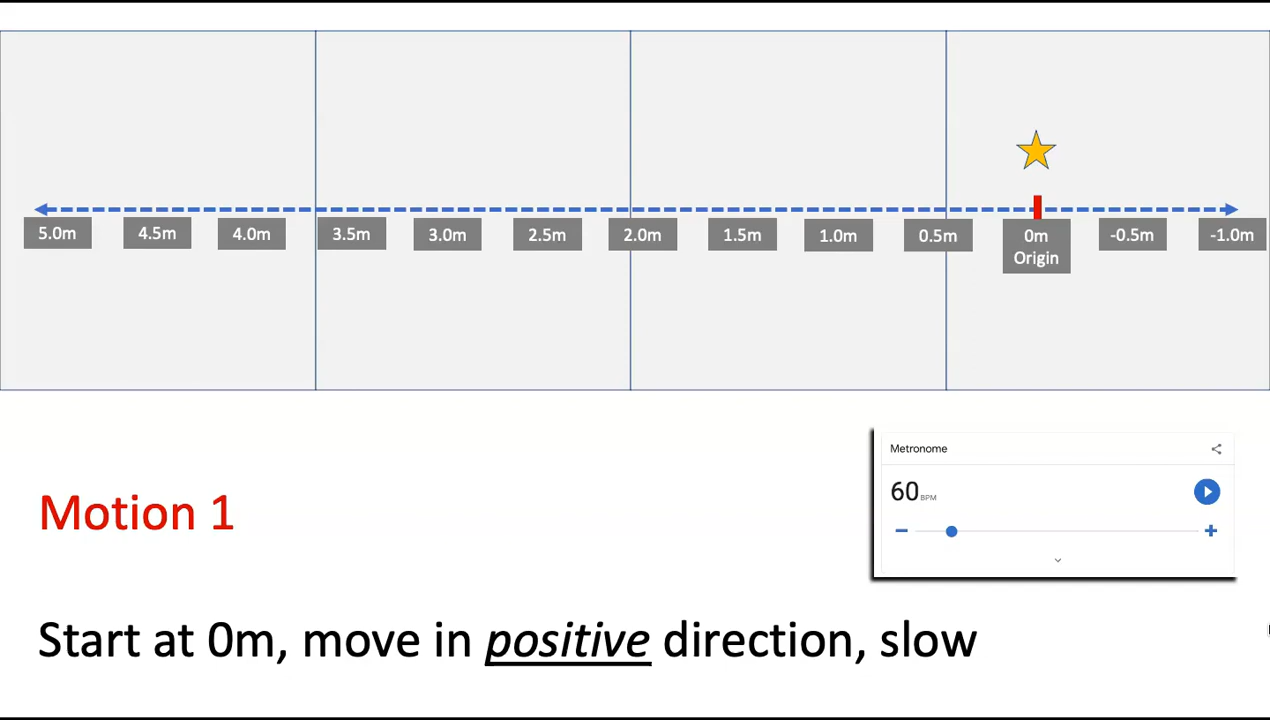 5.0m 4.5m 4.0m 3.5m 3.0m 2.5m 2.0m 1.5m 1.0m 0.5m 0m -0.5m -1.0m
Origin
Metronome
60 BPM
Motion 1
Start at 0m, move in positive direction, slow